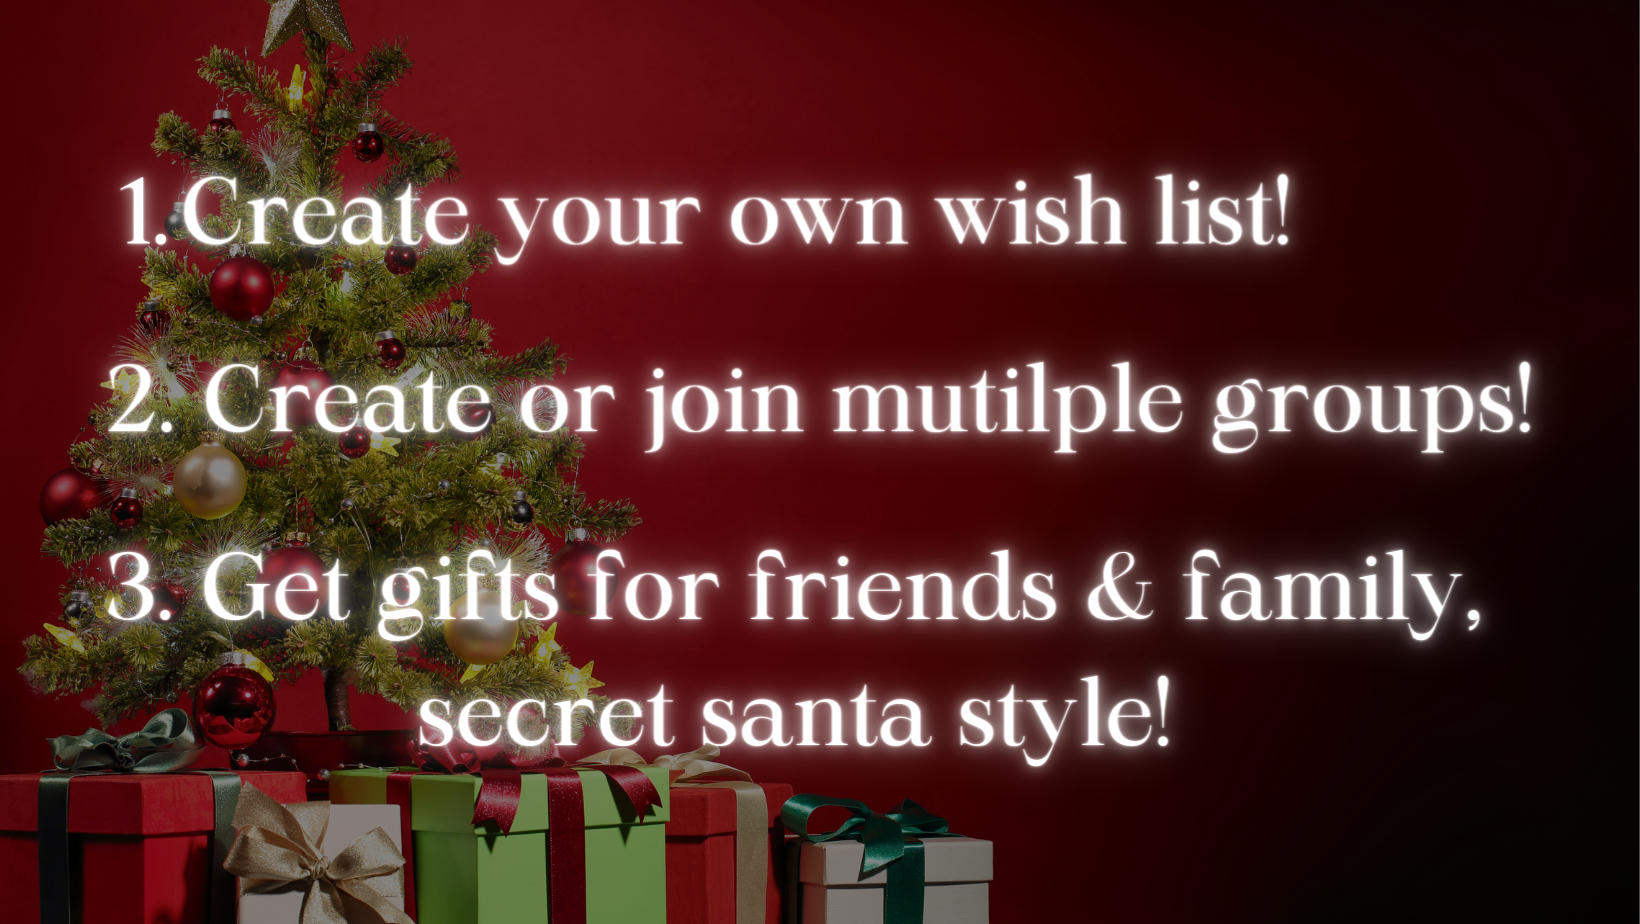 1.Create your own wish list!
2. Create or join mutilple groups!
3. Get gifts for friends & family,
secret santa style!